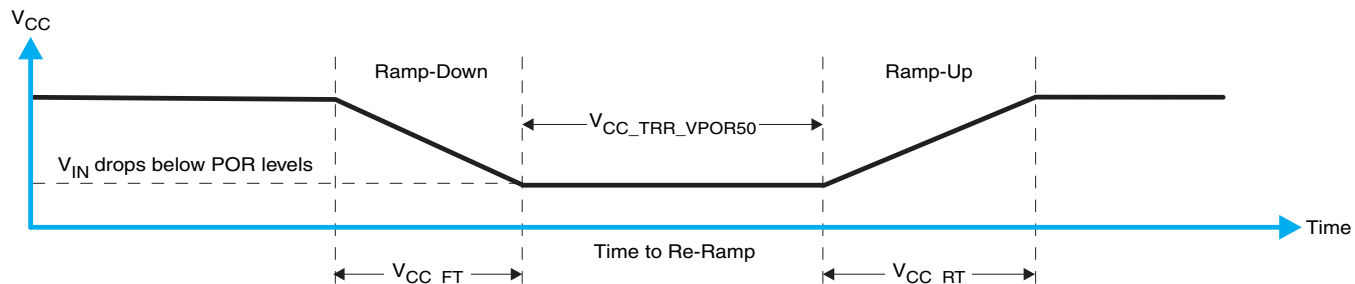 VCC
Ramp-Down
Ramp-Up
VCC_TRR_VPOR50
VIN drops below POR levels
Time
Time to Re-Ramp
VCC_FT
VCC_RT